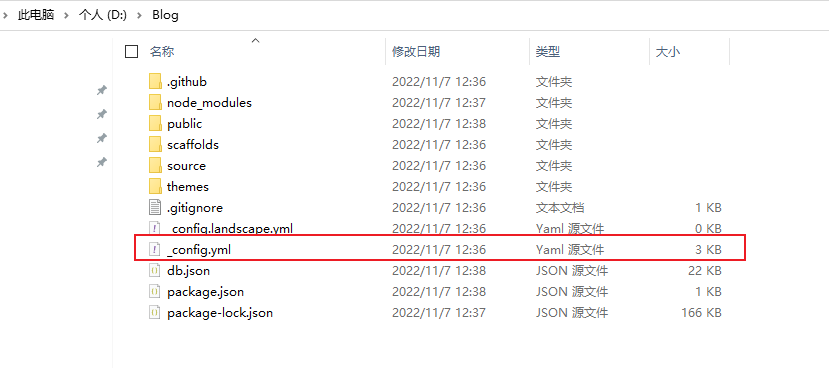 此电脑 个人 (D:) Blog
名称 修改日期 类型 大小
.github 2022/11/7 12:36 文件夹
node_modules 2022/11/7 12:37 文件夹
public 2022/11/7 12:38 文件夹
scaffolds 2022/11/7 12:36 文件夹
source 2022/11/7 12:36 文件夹
themes 2022/11/7 12:36 文件夹
.gitignore 2022/11/7 12:36 文本文档 1 KB
_config.landscape.yml 2022/11/7 12:36 Yaml 源文件 0 KB
_config.yml 2022/11/7 12:36 Yaml 源文件 3 KB
db.json 2022/11/7 12:38 JSON 源文件 22 KB
package.json 2022/11/7 12:38 JSON 源文件 1 KB
package-lock.json 2022/11/7 12:37 JSON 源文件 166 KB